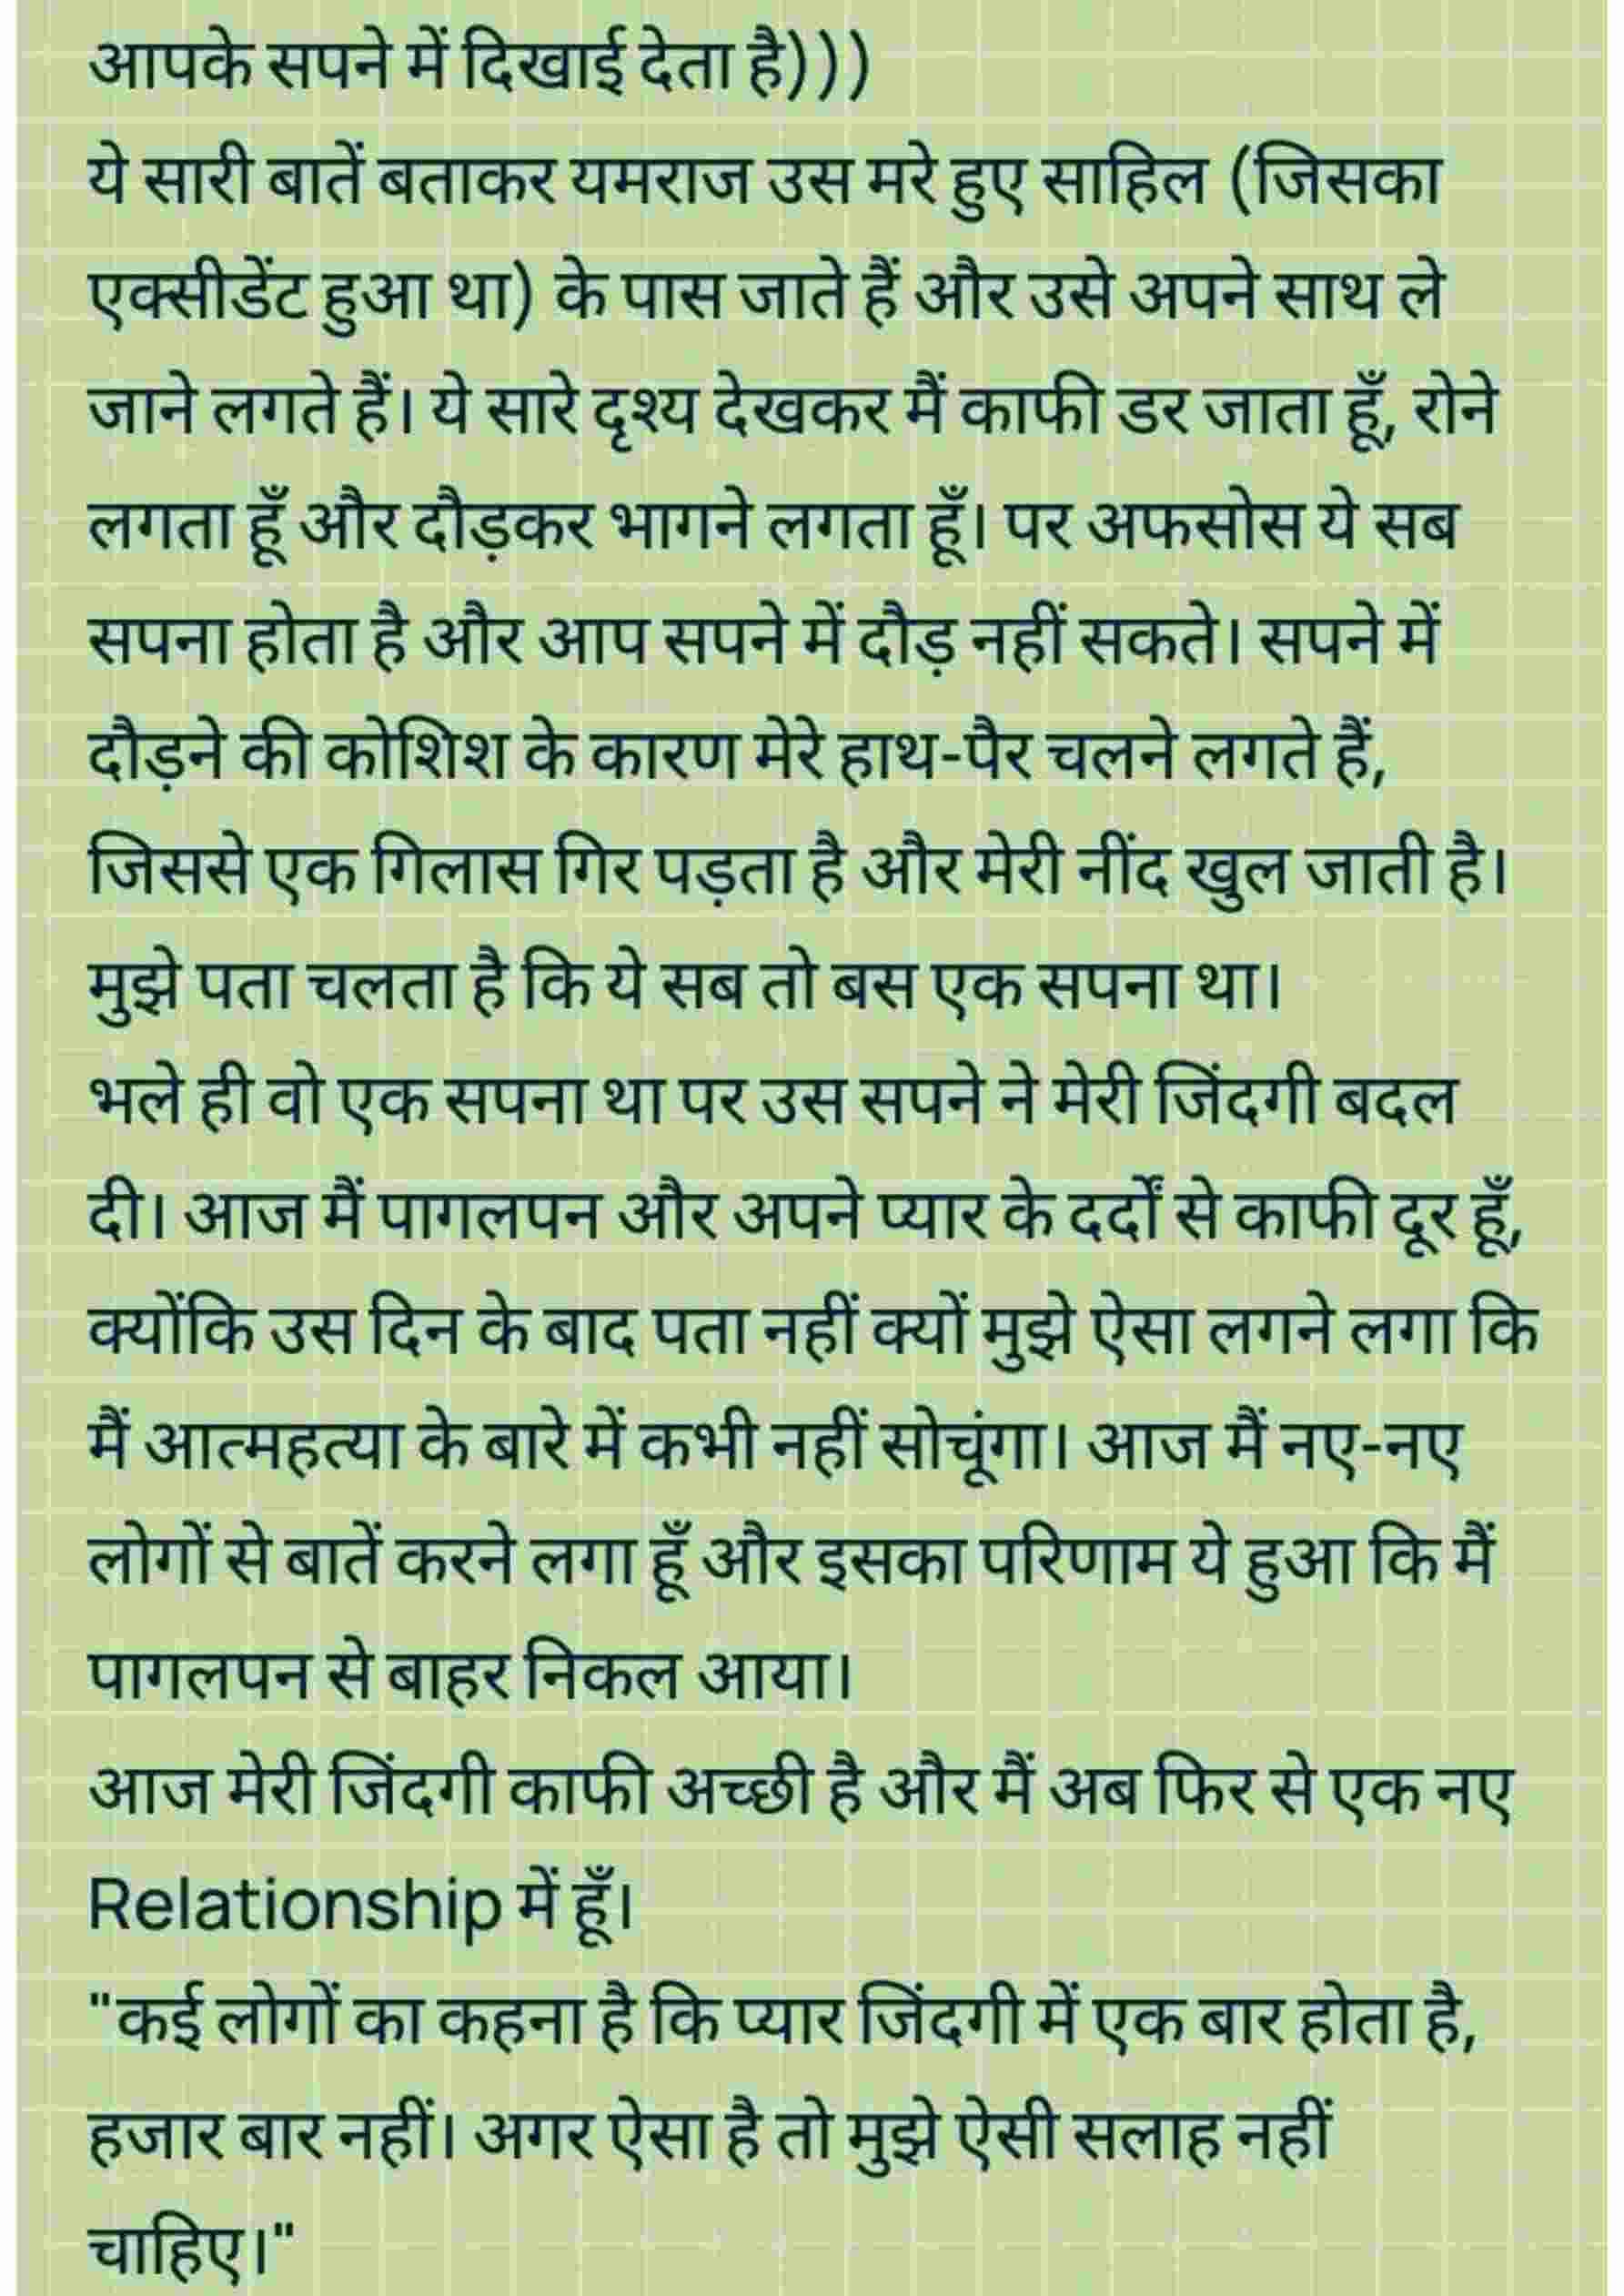 आपके सपने में दिखाई देता है)))
ये सारी बातें बताकर यमराज उस मरे हुए साहिल (जिसका
एक्सीडेंट हुआ था) के पास जाते हैं और उसे अपने साथ ले
जाने लगते हैं। ये सारे दृश्य देखकर मैं काफी डर जाता हूँ, रोने
लगता हूँ और दौड़कर भागने लगता हूँ। पर अफसोस ये सब
सपना होता है और आप सपने में दौड़ नहीं सकते। सपने में
दौड़ने की कोशिश के कारण मेरे हाथ-पैर चलने लगते हैं,
जिससे एक गिलास गिर पड़ता है और मेरी नींद खुल जाती है।
मुझे पता चलता है कि ये सब तो बस एक सपना था।
भले ही वो एक सपना था पर उस सपने ने मेरी जिंदगी बदल
दी। आज मैं पागलपन और अपने प्यार के दर्दों से काफी दूर हूँ,
क्योंकि उस दिन के बाद पता नहीं क्यों मुझे ऐसा लगने लगा कि
मैं आत्महत्या के बारे में कभी नहीं सोचूंगा। आज मैं नए-नए
लोगों से बातें करने लगा हूँ और इसका परिणाम ये हुआ कि मैं
पागलपन से बाहर निकल आया।
आज मेरी जिंदगी काफी अच्छी है और मैं अब फिर से एक नए
Relationship में हूँ।
"कई लोगों का कहना है कि प्यार जिंदगी में एक बार होता है,
हजार बार नहीं। अगर ऐसा है तो मुझे ऐसी सलाह नहीं
चाहिए।"